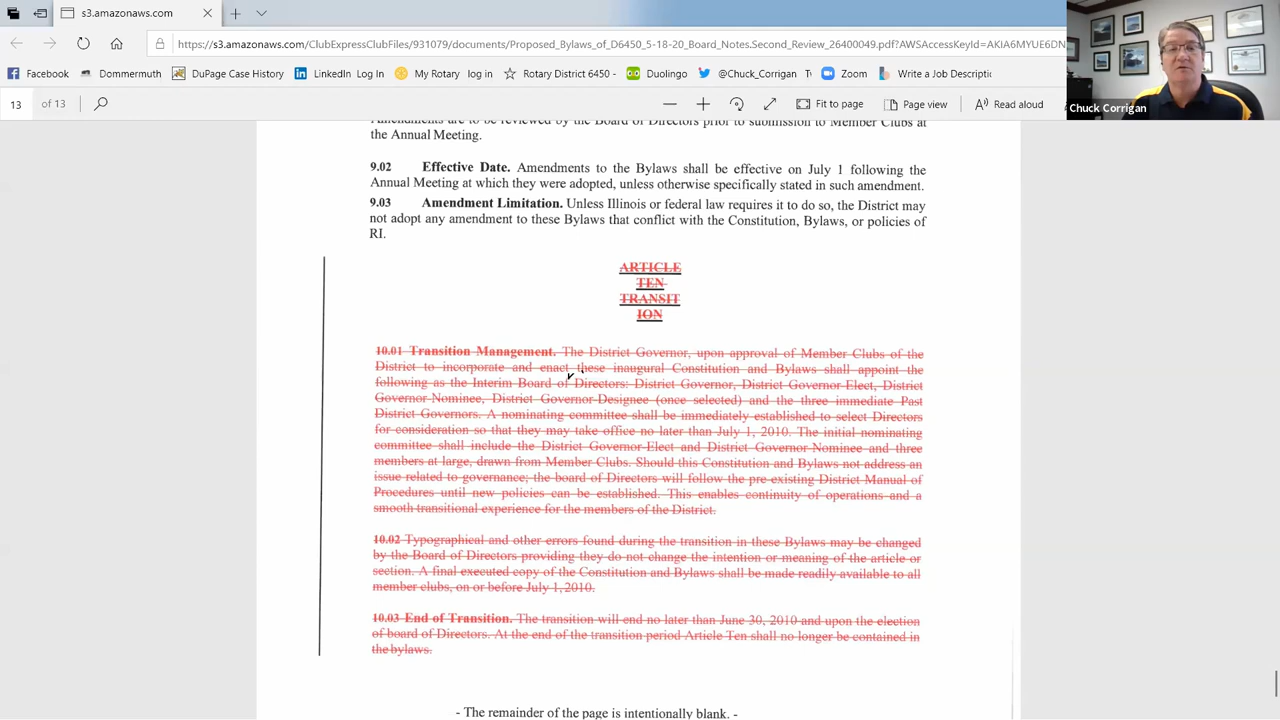 s3.amazonaws.com
https://s3.amazonaws.com/ClubExpressClubFiles/931079/documents/Proposed_Bylaws_of_D6450_5-18-20_Board_Notes.Second_Review_26400049.pdf?AWSAccessKeyId=AKIA6MYUE6DN
Facebook Dommermuth DuPage Case History LinkedIn Log In My Rotary log in Rotary District 6450 - Duolingo @Chuck_Corrigan Zoom Write a Job Descriptio
13 of 13 Fit to page Page view Read aloud
Chuck Corrigan
Amendments are to be reviewed by the Board of Directors prior to submission to Member Clubs at
the Annual Meeting.
9.02 Effective Date. Amendments to the Bylaws shall be effective on July 1 following the
Annual Meeting at which they were adopted, unless otherwise specifically stated in such amendment.
9.03 Amendment Limitation. Unless Illinois or federal law requires it to do so, the District may
not adopt any amendment to these Bylaws that conflict with the Constitution, Bylaws, or policies of
RI.
ARTICLE
TEN
TRANSIT
ION
10.01 Transition Management. The District Governor, upon approval of Member Clubs of the
District to incorporate and enact these inaugural Constitution and Bylaws shall appoint the
following as the Interim Board of Directors: District Governor, District Governor-Elect, District
Governor-Nominee, District Governor-Designee (once selected) and the three immediate Past
District Governors. A nominating committee shall be immediately established to select Directors
for consideration so that they may take office no later than July 1, 2010. The initial nominating
committee shall include the District Governor-Elect and District Governor-Nominee and three
members at large, drawn from Member Clubs. Should this Constitution and Bylaws not address an
issue related to governance; the board of Directors will follow the pre-existing District Manual of
Procedures until new policies can be established. This enables continuity of operations and a
smooth transitional experience for the members of the District.
10.02 Typographical and other errors found during the transition in these Bylaws may be changed
by the Board of Directors providing they do not change the intention or meaning of the article or
section. A final executed copy of the Constitution and Bylaws shall be made readily available to all
member clubs, on or before July 1, 2010.
10.03 End of Transition. The transition will end no later than June 30, 2010 and upon the election
of board of Directors. At the end of the transition period Article Ten shall no longer be contained in
the bylaws.
- The remainder of the page is intentionally blank. -